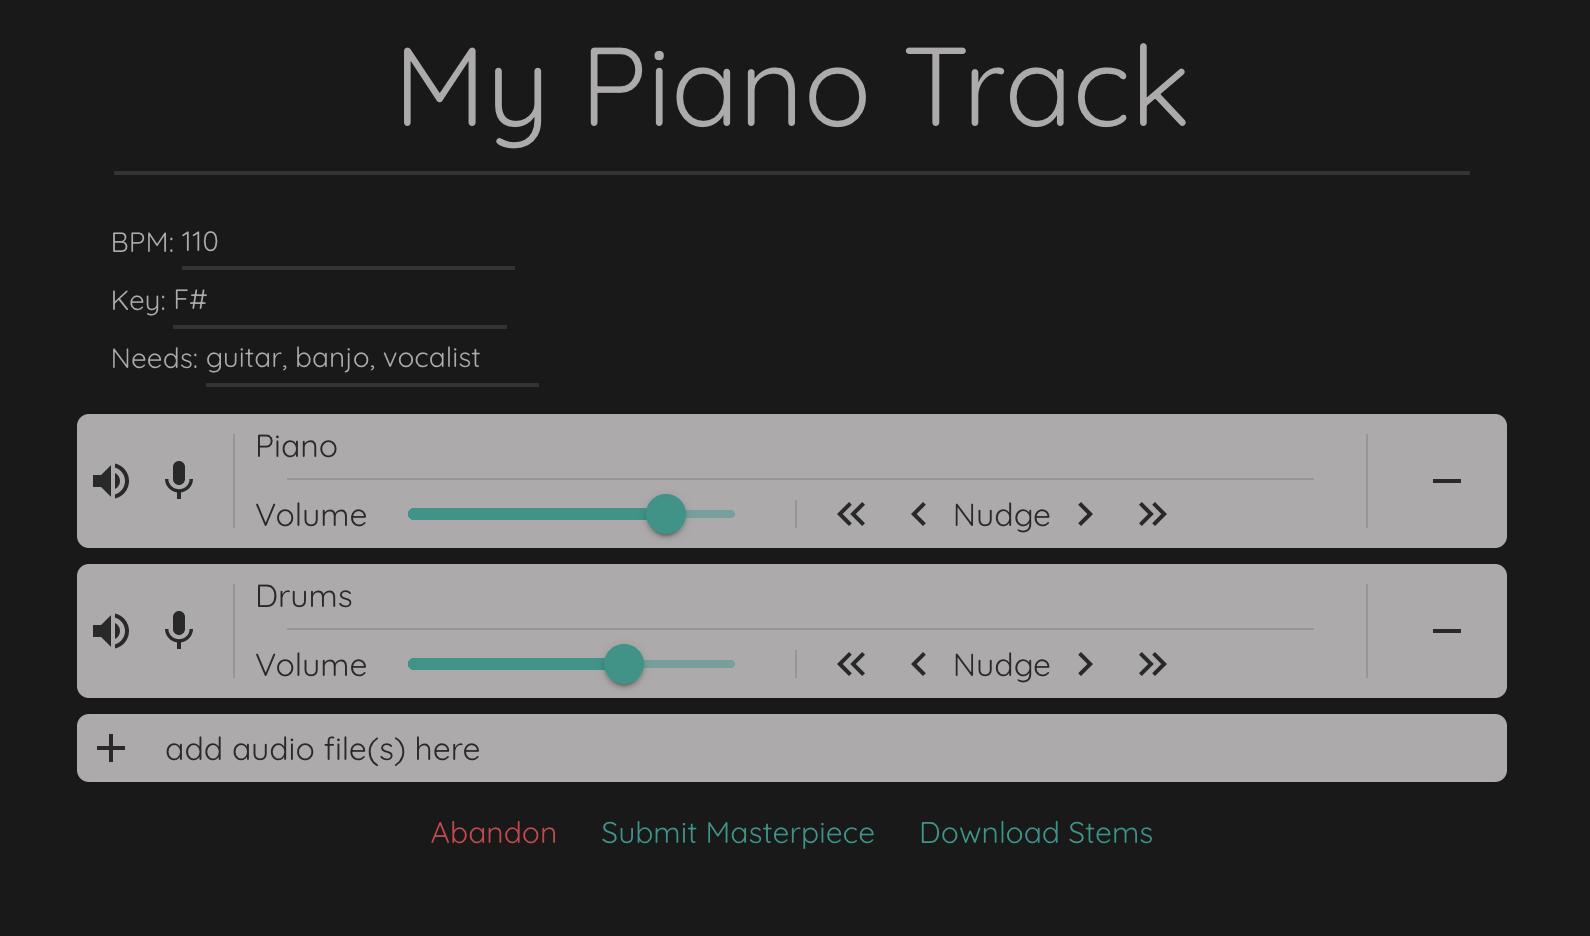 My Piano Track
BPM: 110
Key: F#
Needs: guitar, banjo, vocalist
Piano
Volume
Nudge
Drums
Volume
Nudge
add audio file(s) here
Abandon Submit Masterpiece Download Stems